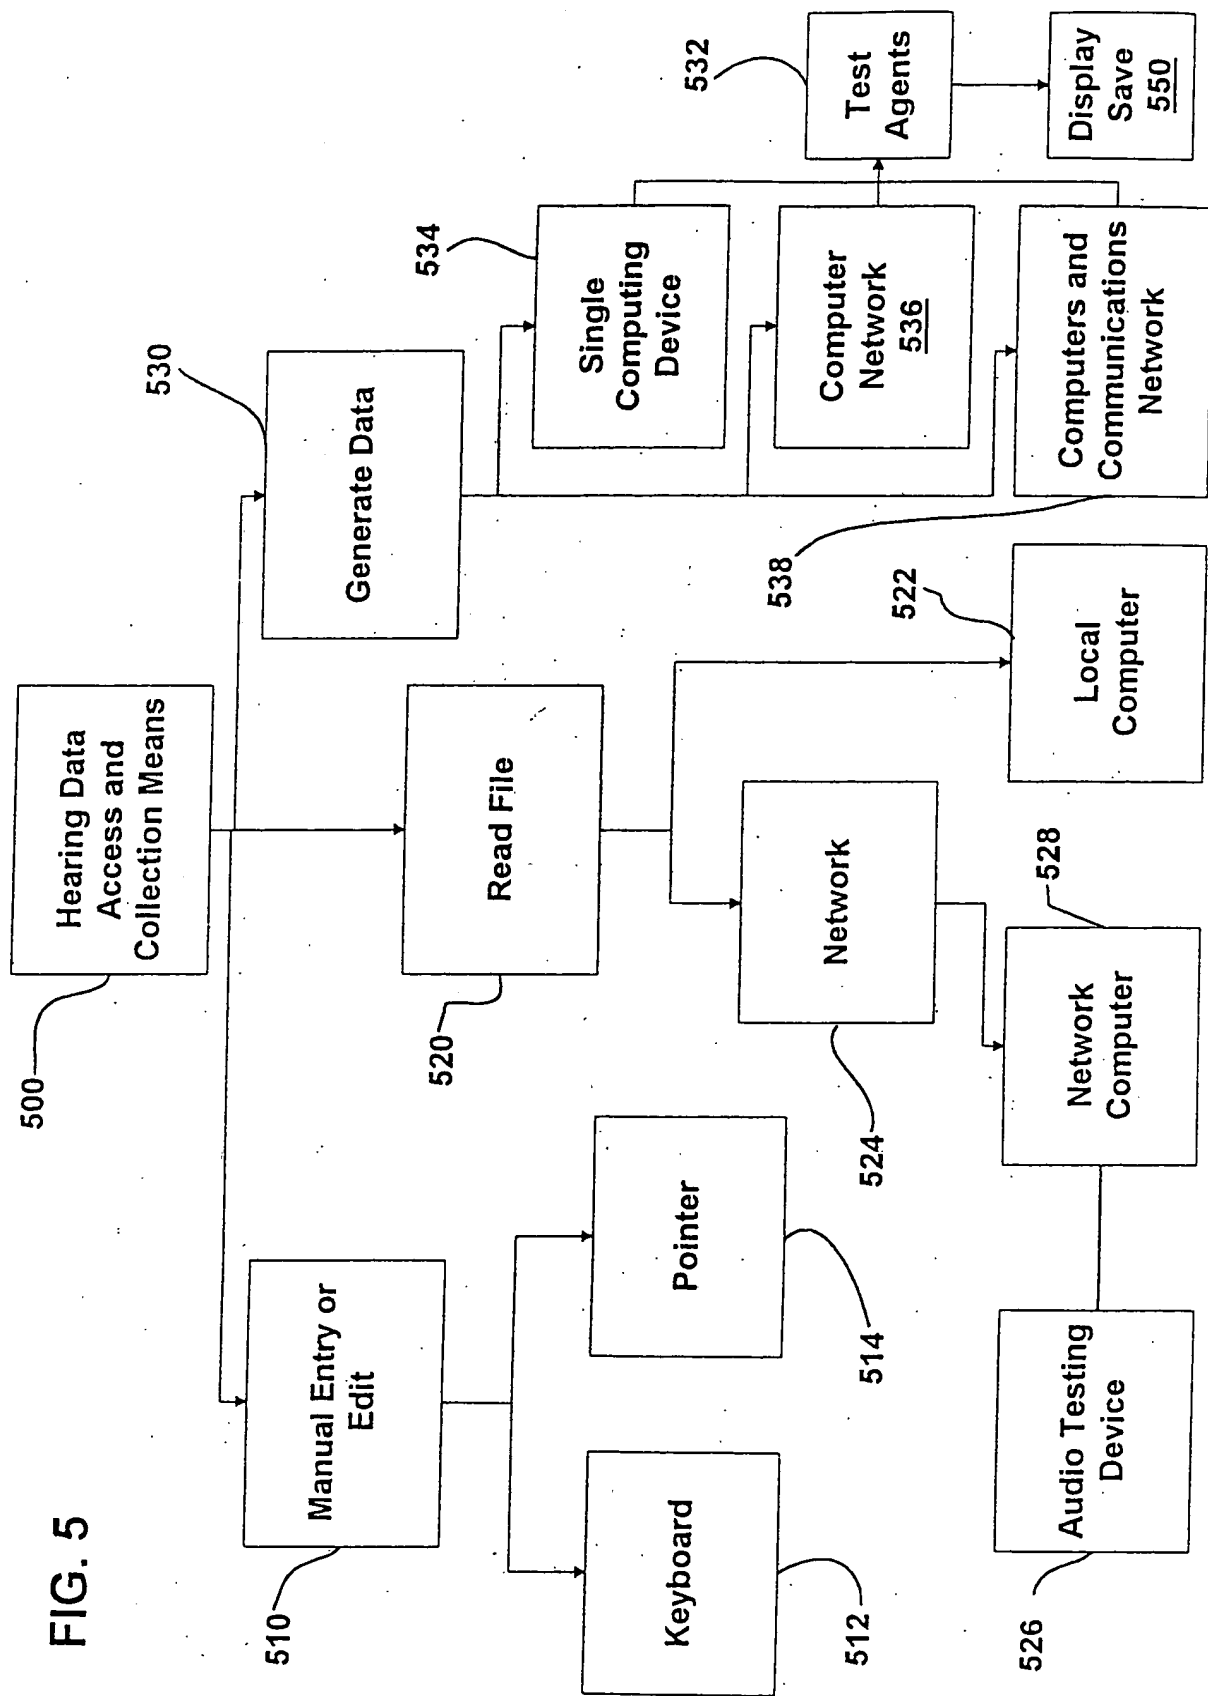 FIG. 5
Hearing Data
Access and
Collection Means
500
Manual Entry or
Edit
510
Keyboard
512
Pointer
514
Read File
520
Network
524
Local
Computer
522
Network
Computer
528
Audio Testing
Device
526
Generate Data
530
Single
Computing
Device
534
Computer
Network
536
Computers and
Communications
Network
538
Test
Agents
532
Display
Save
550